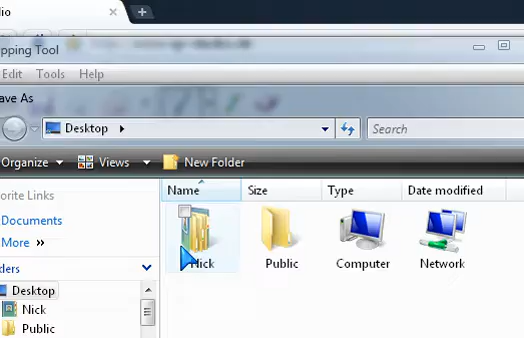 dio
pping Tool
Edit Tools Help
ave As
Desktop
Search
Organize Views New Folder
orite Links
Name Size Type Date modified
Documents
More »
ders
Desktop
Nick
Public
Nick Public Computer Network